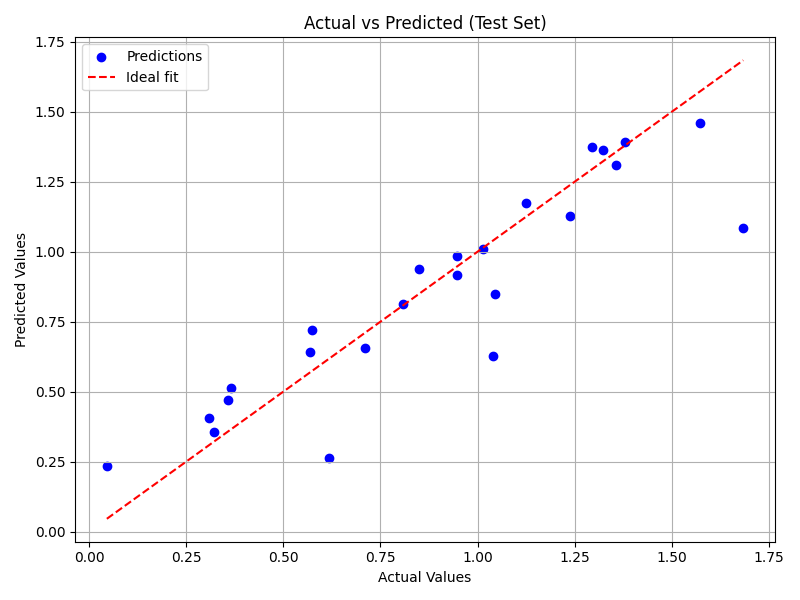 Actual vs Predicted (Test Set)
Predictions
Ideal fit
1.75
1.50
1.25
1.00
0.75
0.50
0.25
0.00
Predicted Values
0.00 0.25 0.50 0.75 1.00 1.25 1.50 1.75
Actual Values